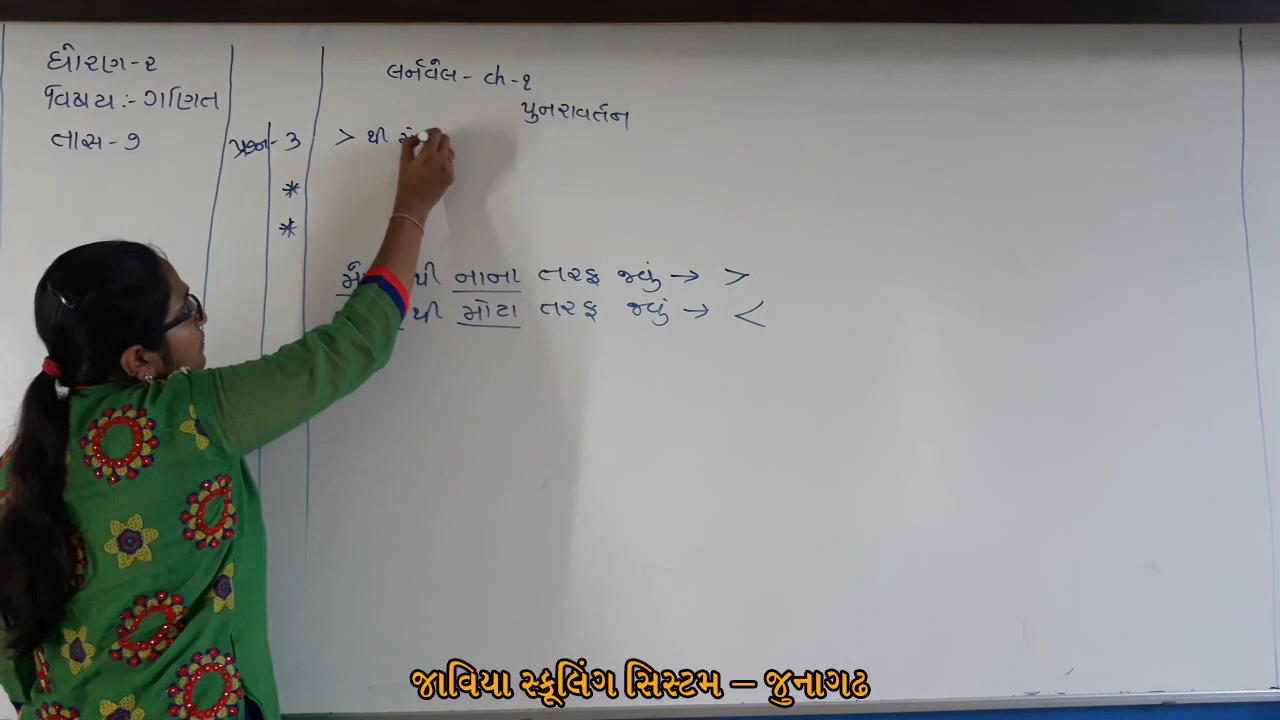 ધોરણ-૨
વિષય :- ગણિત
તાસ - ૭
લર્નવેલ - ch - ૧
પુનરાવર્તન
પ્રશ્ન - ૩ > થી
*
*
થી નાના તરફ જવું → >
થી મોટા તરફ જવું → <
જાવિયા સ્કૂલિંગ સિસ્ટમ – જુનાગઢ